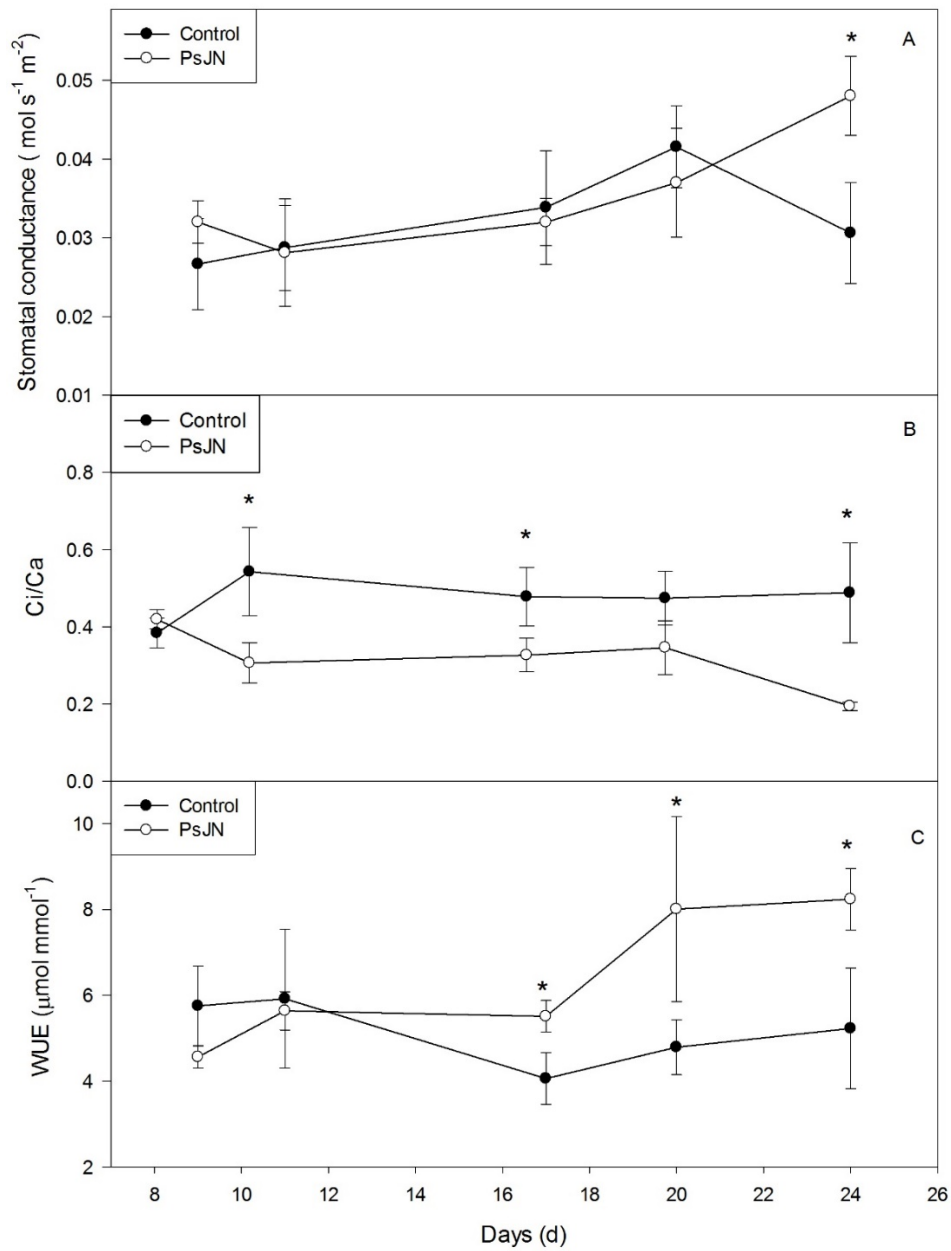 Control
PsJN
A
*
0.05
0.04
0.03
0.02
0.01
Stomatal conductance ( mol s⁻¹ m⁻²)
Control
PsJN
B
* * *
0.8
0.6
0.4
0.2
0.0
Ci/Ca
Control
PsJN
C
* * *
10
8
6
4
2
WUE (μmol mmol⁻¹)
8 10 12 14 16 18 20 22 24 26
Days (d)